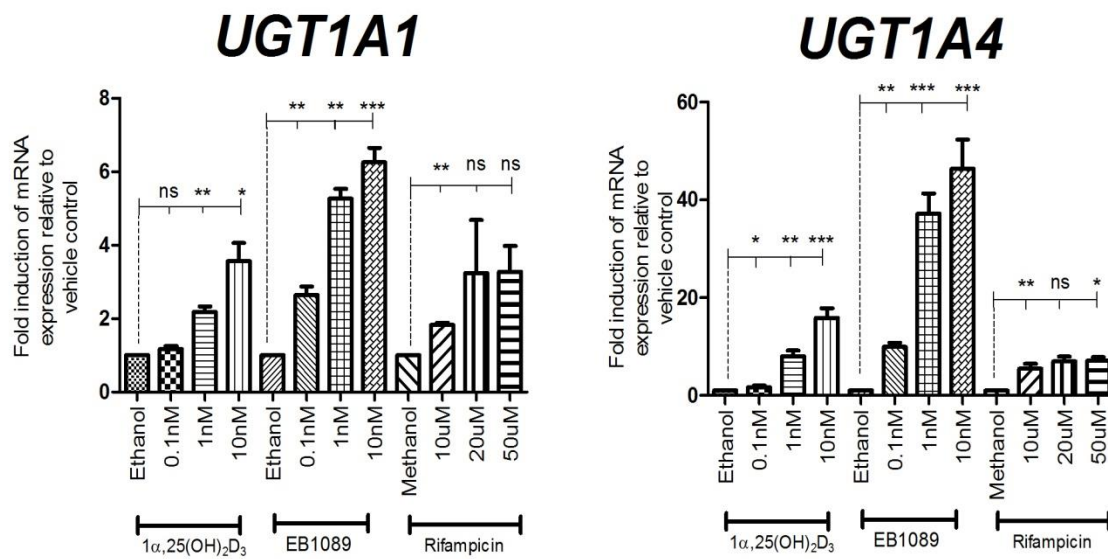 UGT1A1
Fold induction of mRNA
expression relative to
vehicle control
8
6
4
2
0
ns ** *
** ** ***
** ns ns
Ethanol
0.1nM
1nM
10nM
Ethanol
0.1nM
1nM
10nM
Methanol
10uM
20uM
50uM
1α,25(OH)₂D₃
EB1089
Rifampicin
UGT1A4
Fold induction of mRNA
expression relative to
vehicle control
60
40
20
0
* ** ***
** *** ***
** ns *
Ethanol
0.1nM
1nM
10nM
Ethanol
0.1nM
1nM
10nM
Methanol
10uM
20uM
50uM
1α,25(OH)₂D₃
EB1089
Rifampicin